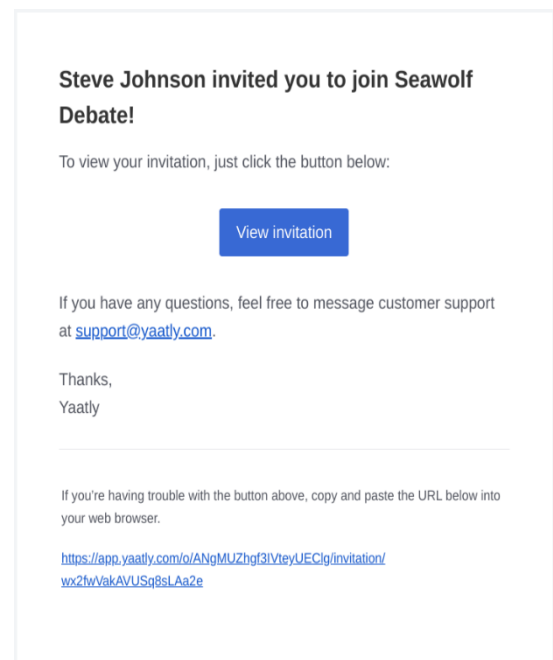 Steve Johnson invited you to join Seawolf
Debate!
To view your invitation, just click the button below:
View invitation
If you have any questions, feel free to message customer support
at support@yaatly.com.
Thanks,
Yaatly
If you're having trouble with the button above, copy and paste the URL below into
your web browser.
https://app.yaatly.com/o/ANgMUZhgf3IVteyUEClg/invitation/
wx2fwVakAVUSq8sLAa2e